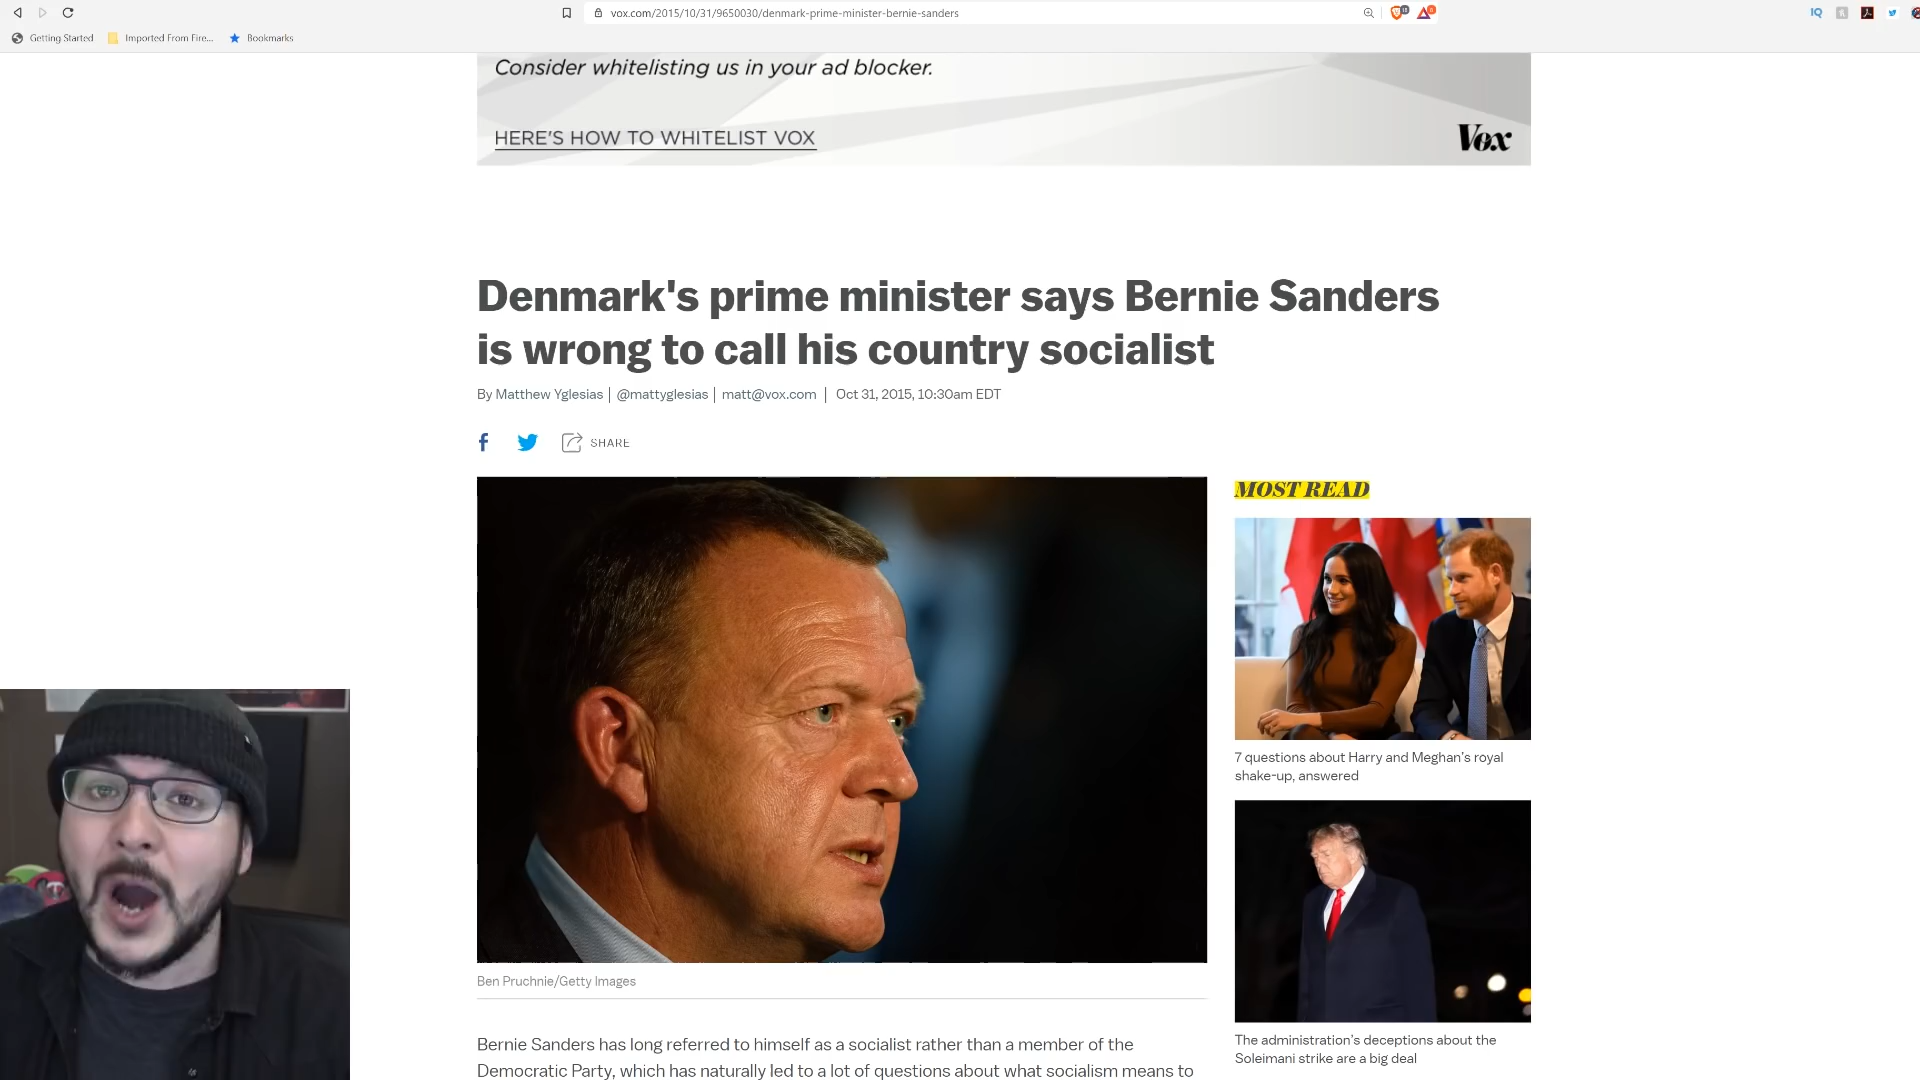 vox.com/2015/10/31/9650030/denmark-prime-minister-bernie-sanders
Getting Started
Imported From Fire...
Bookmarks
Consider whitelisting us in your ad blocker.
HERE'S HOW TO WHITELIST VOX
Vox
Denmark's prime minister says Bernie Sanders
is wrong to call his country socialist
By Matthew Yglesias | @mattyglesias | matt@vox.com | Oct 31, 2015, 10:30am EDT
SHARE
MOST READ
7 questions about Harry and Meghan's royal
shake-up, answered
Ben Pruchnie/Getty Images
The administration's deceptions about the
Soleimani strike are a big deal
Bernie Sanders has long referred to himself as a socialist rather than a member of the
Democratic Party, which has naturally led to a lot of questions about what socialism means to